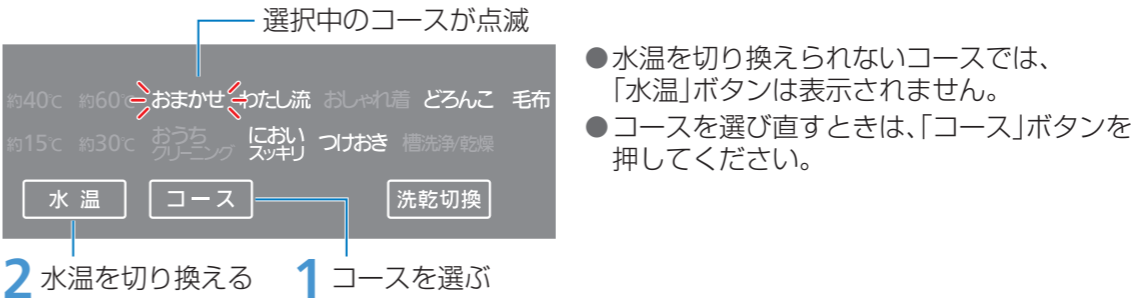 選択中のコースが点滅
約40℃ 約60℃ おまかせ わたし流 おしゃれ着 どろんこ 毛布
約15℃ 約30℃ おうちクリーニング においスッキリ つけおき 槽洗浄/乾燥
水 温 コース 洗乾切換
2 水温を切り換える 1 コースを選ぶ
●水温を切り換えられないコースでは、
「水温」ボタンは表示されません。
●コースを選び直すときは、「コース」ボタンを
押してください。